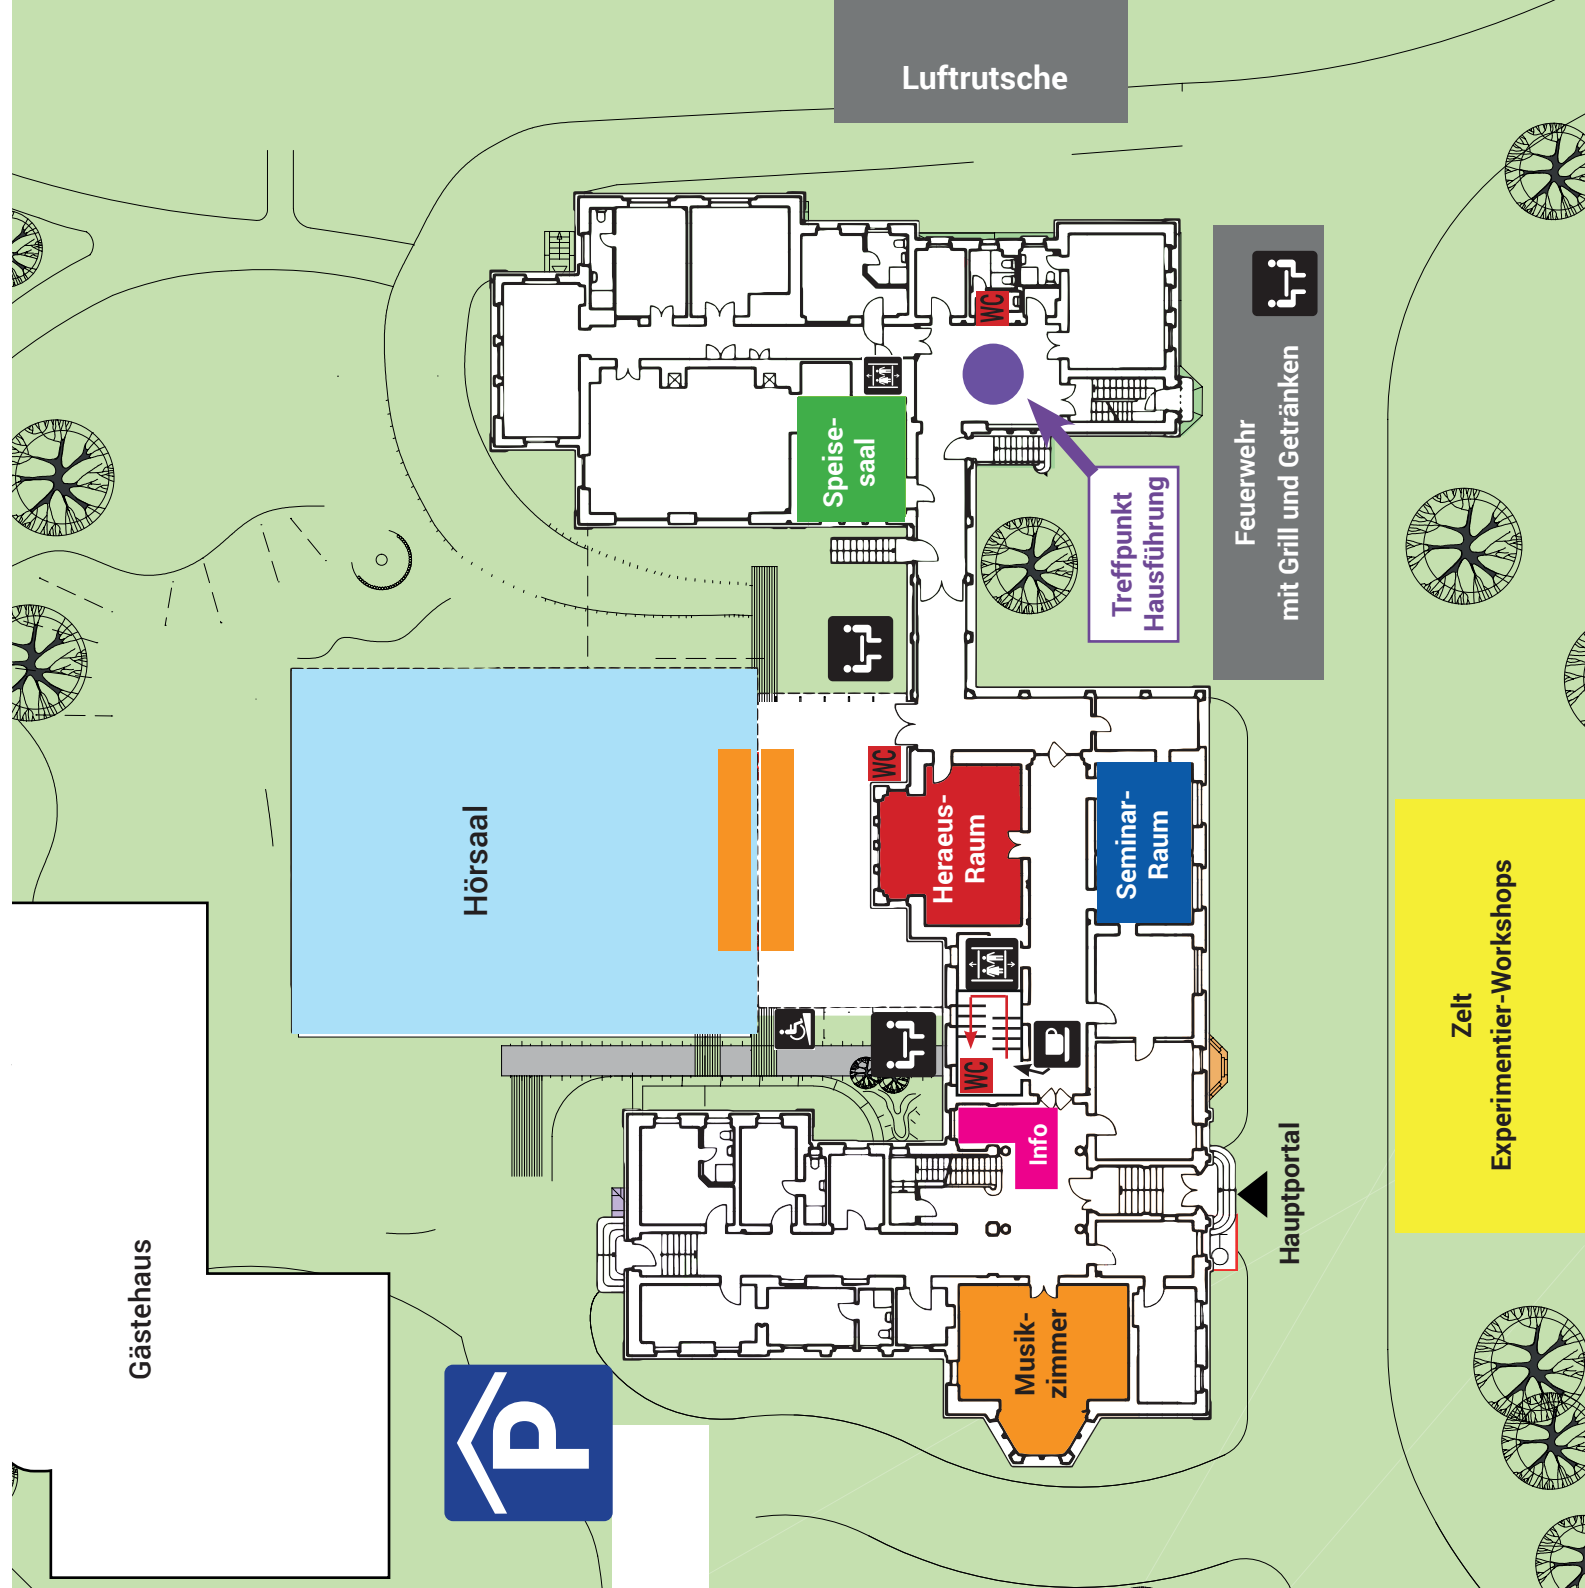 Luftrutsche
WC
Speise-
saal
Treffpunkt
Hausführung
Feuerwehr
mit Grill und Getränken
WC
Hörsaal
Heraeus-
Raum
Seminar-
Raum
Zelt
Experimentier-Workshops
WC
Info
Hauptportal
Gästehaus
Musik-
zimmer
P